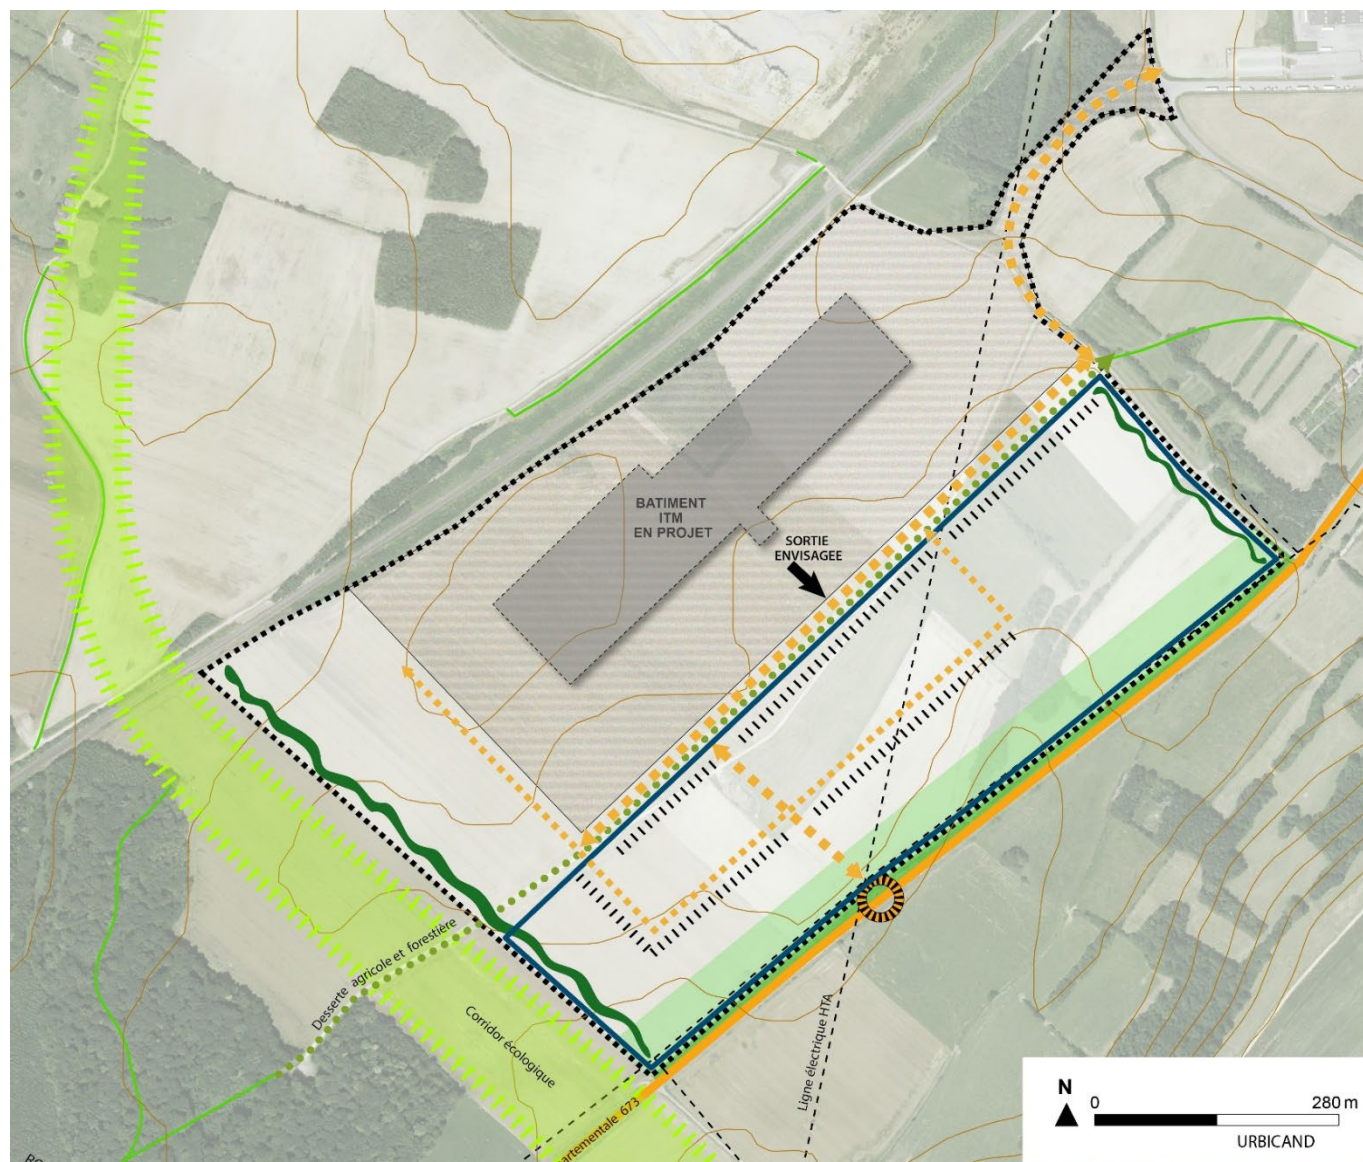 BATIMENT
ITM
EN PROJET
SORTIE
ENVISAGEE
Desserte agricole et forestière
Corridor écologique
Ligne électrique HTA
partementale 673
N
0 280 m
URBICAND